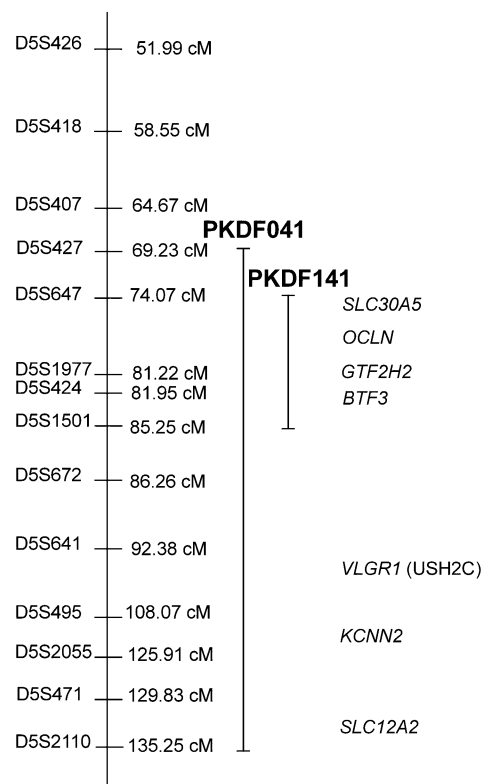 D5S426 51.99 cM
D5S418 58.55 cM
D5S407 64.67 cM
PKDF041
D5S427 69.23 cM
PKDF141
D5S647 74.07 cM
SLC30A5
OCLN
D5S1977 81.22 cM GTF2H2
D5S424 81.95 cM BTF3
D5S1501 85.25 cM
D5S672 86.26 cM
D5S641 92.38 cM
VLGR1 (USH2C)
D5S495 108.07 cM
KCNN2
D5S2055 125.91 cM
D5S471 129.83 cM
SLC12A2
D5S2110 135.25 cM